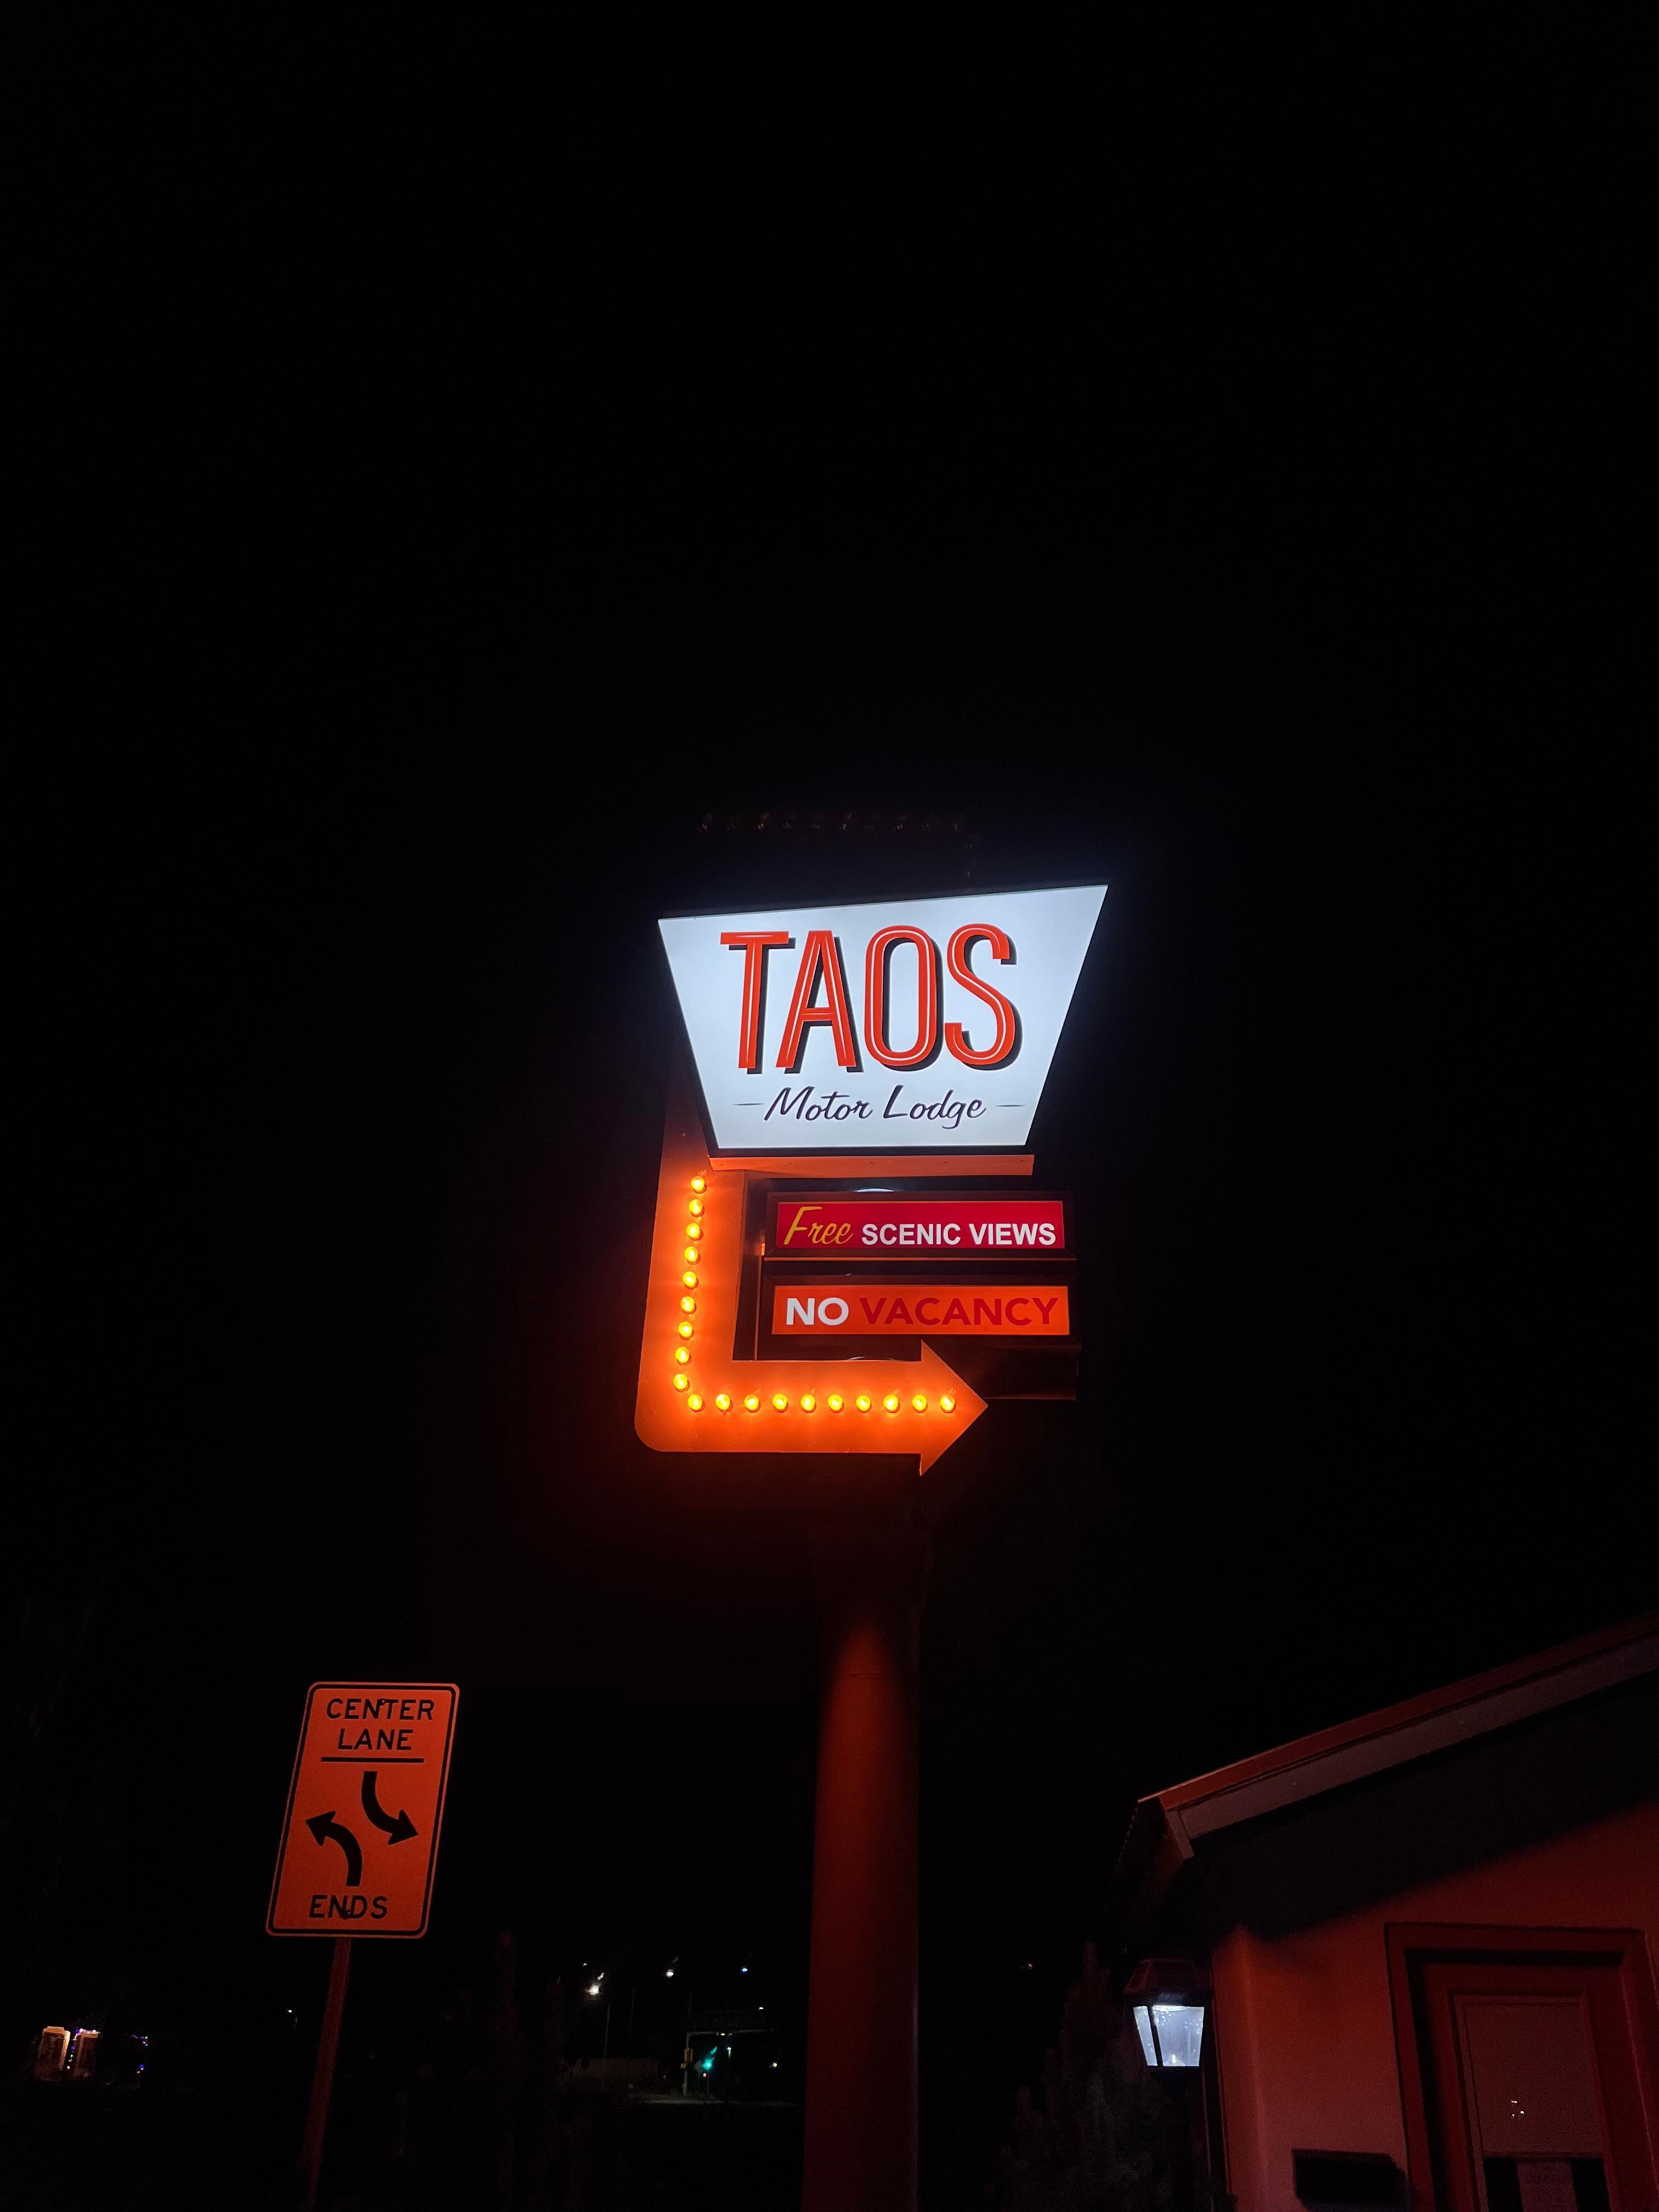 TAOS
Motor Lodge
Free SCENIC VIEWS
NO VACANCY
CENTER
LANE
ENDS